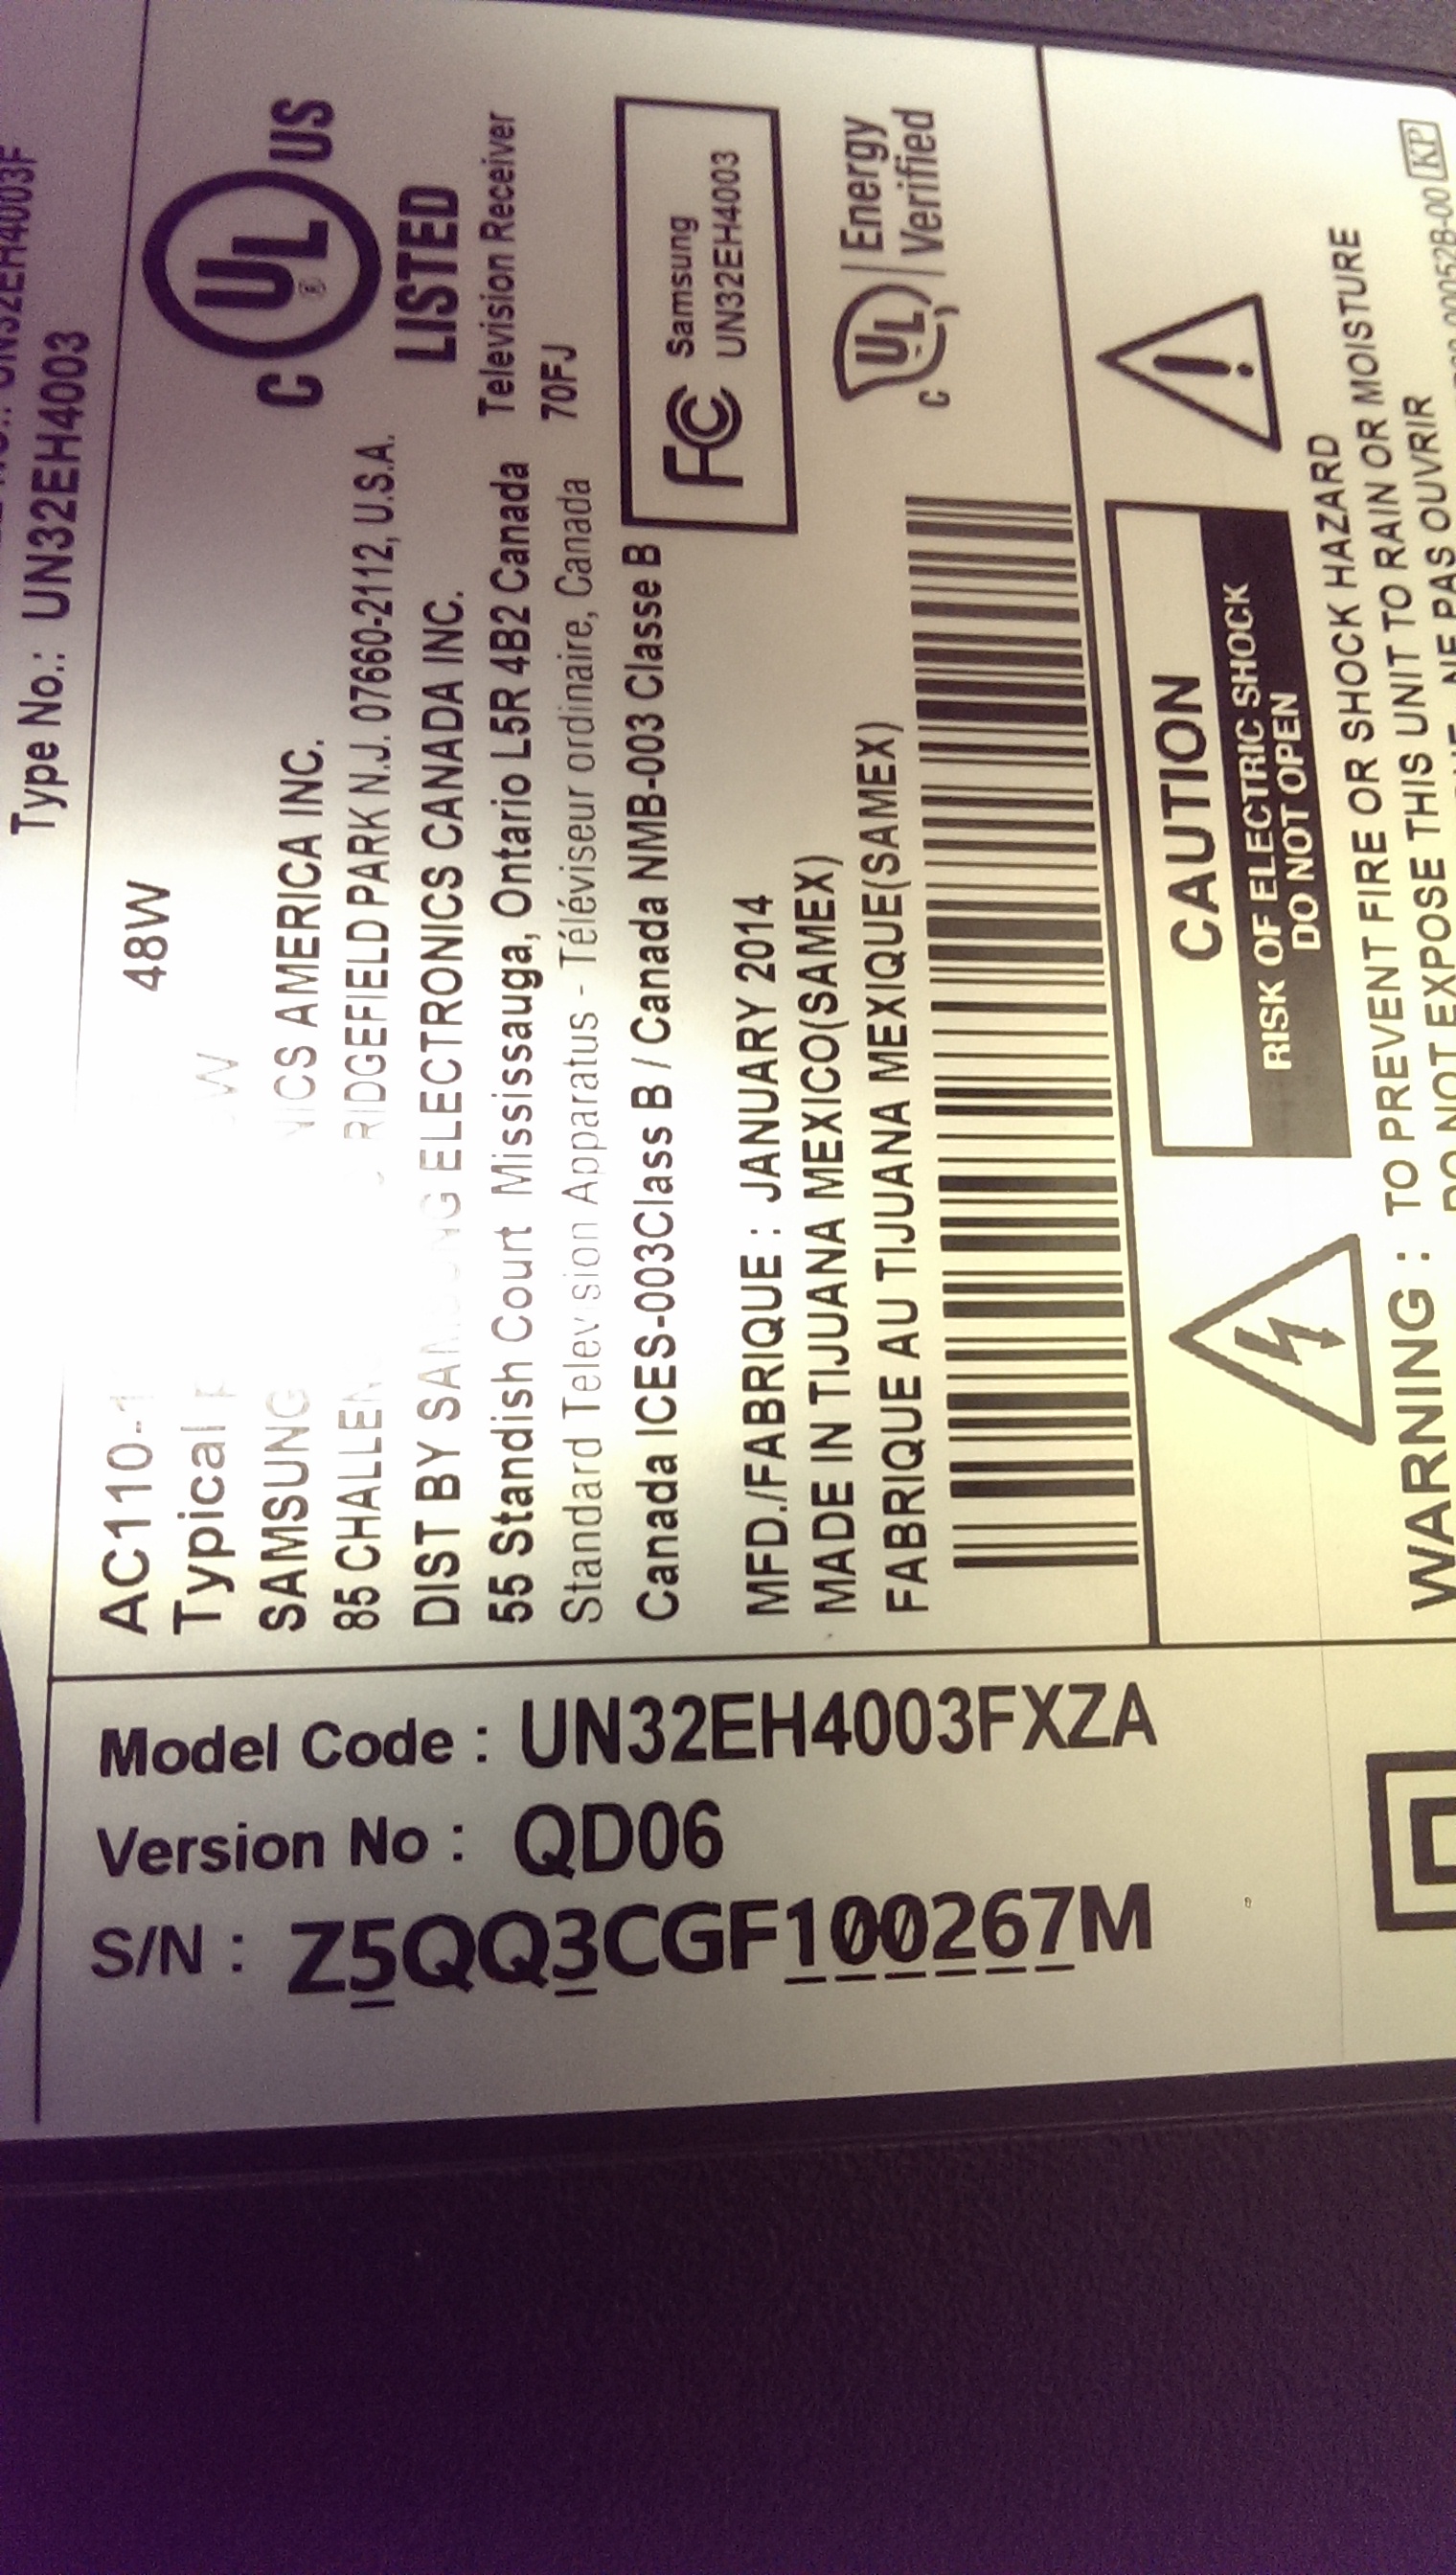 UN32EH4003F
Type No.: UN32EH4003
AC110-
48W
Typical
SAMSUNG AMERICA INC.
85 RIDGEFIELD PARK N.J. 07660-2112, U.S.A.
DIST BY SAMSUNG ELECTRONICS CANADA INC.
55 Standish Court Mississauga, Ontario L5R 4B2 Canada
Standard Television Apparatus - Téléviseur ordinaire, Canada
Canada ICES-003Class B / Canada NMB-003 Classe B
MFD./FABRIQUE : JANUARY 2014
MADE IN TIJUANA MEXICO(SAMEX)
FABRIQUE AU TIJUANA MEXIQUE(SAMEX)
C UL ® US
LISTED
Television Receiver
70FJ
FC Samsung
UN32EH4003
C UL Energy
Verified
Model Code : UN32EH4003FXZA
Version No : QD06
S/N : Z5QQ3CGF100267M
CAUTION
RISK OF ELECTRIC SHOCK
DO NOT OPEN
WARNING : TO PREVENT FIRE OR SHOCK HAZARD
DO NOT EXPOSE THIS UNIT TO RAIN OR MOISTURE
NE PAS OUVRIR
KP